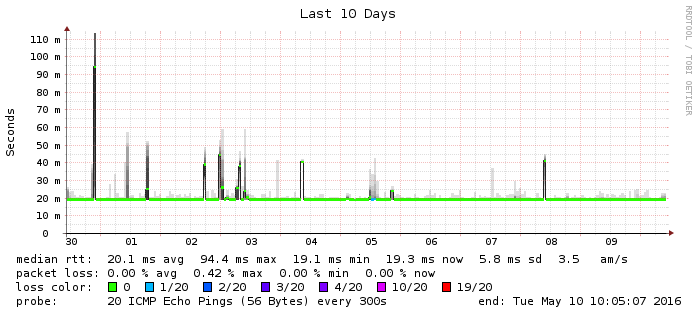 Last 10 Days
RRDTOOL / TOBI OETIKER
Seconds
110 m
100 m
90 m
80 m
70 m
60 m
50 m
40 m
30 m
20 m
10 m
0
30 01 02 03 04 05 06 07 08 09
median rtt: 20.1 ms avg 94.4 ms max 19.1 ms min 19.3 ms now 5.8 ms sd 3.5 am/s
packet loss: 0.00 % avg 0.42 % max 0.00 % min 0.00 % now
loss color: 0 1/20 2/20 3/20 4/20 10/20 19/20
probe: 20 ICMP Echo Pings (56 Bytes) every 300s end: Tue May 10 10:05:07 2016